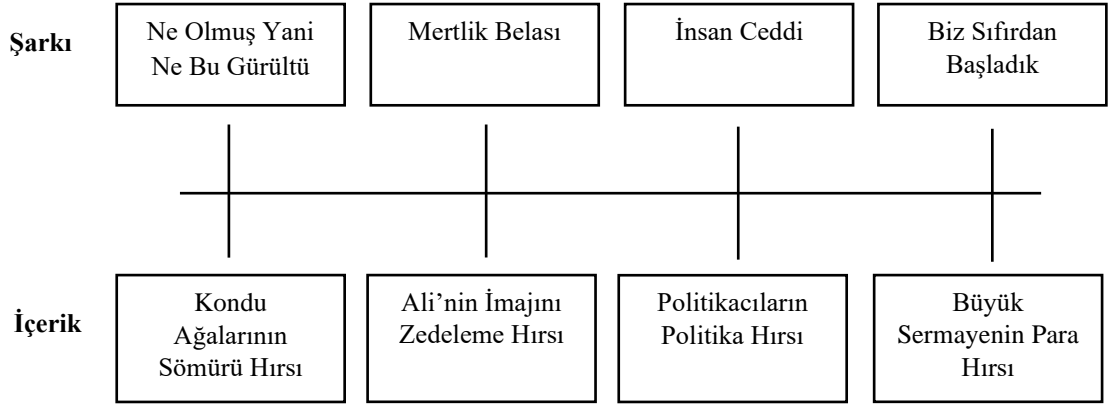 Şarkı
Ne Olmuş Yani
Ne Bu Gürültü
Mertlik Belası
İnsan Ceddi
Biz Sıfırdan
Başladık
İçerik
Kondu
Ağalarının
Sömürü Hırsı
Ali’nin İmajını
Zedeleme Hırsı
Politikacıların
Politika Hırsı
Büyük
Sermayenin Para
Hırsı